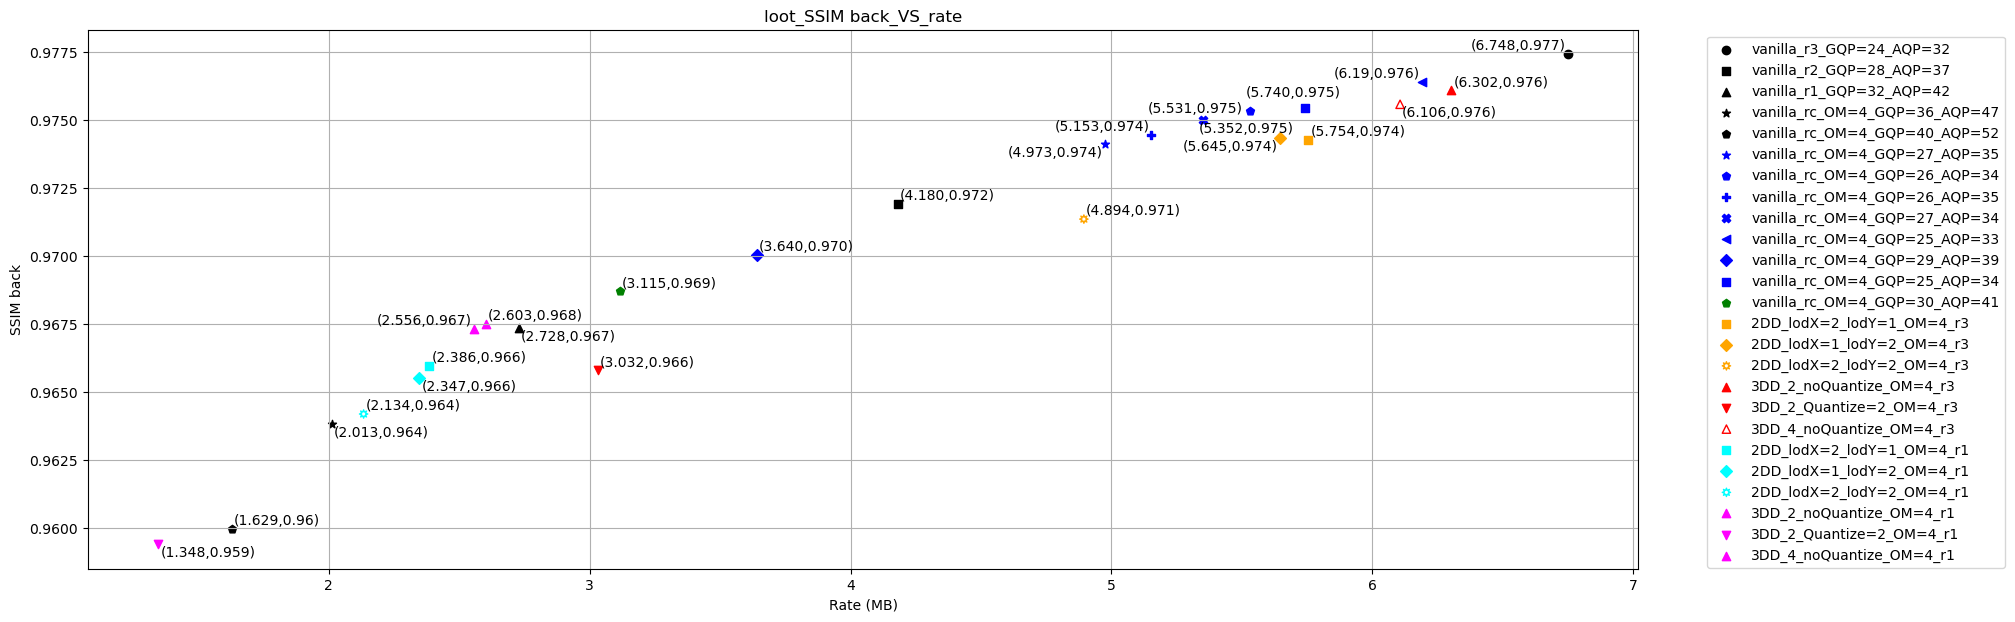 loot_SSIM back_VS_rate
0.9775
0.9750
0.9725
0.9700
0.9675
0.9650
0.9625
0.9600
SSIM back
2
3
4
5
6
7
Rate (MB)
(6.748,0.977)
(6.19,0.976)
(6.302,0.976)
(5.740,0.975)
(6.106,0.976)
(5.531,0.975)
(5.153,0.974)
(5.352,0.975)
(5.754,0.974)
(5.645,0.974)
(4.973,0.974)
(4.180,0.972)
(4.894,0.971)
(3.640,0.970)
(3.115,0.969)
(2.556,0.967)
(2.603,0.968)
(2.728,0.967)
(2.386,0.966)
(3.032,0.966)
(2.347,0.966)
(2.134,0.964)
(2.013,0.964)
(1.629,0.96)
(1.348,0.959)
vanilla_r3_GQP=24_AQP=32
vanilla_r2_GQP=28_AQP=37
vanilla_r1_GQP=32_AQP=42
vanilla_rc_OM=4_GQP=36_AQP=47
vanilla_rc_OM=4_GQP=40_AQP=52
vanilla_rc_OM=4_GQP=27_AQP=35
vanilla_rc_OM=4_GQP=26_AQP=34
vanilla_rc_OM=4_GQP=26_AQP=35
vanilla_rc_OM=4_GQP=27_AQP=34
vanilla_rc_OM=4_GQP=25_AQP=33
vanilla_rc_OM=4_GQP=29_AQP=39
vanilla_rc_OM=4_GQP=25_AQP=34
vanilla_rc_OM=4_GQP=30_AQP=41
2DD_lodX=2_lodY=1_OM=4_r3
2DD_lodX=1_lodY=2_OM=4_r3
2DD_lodX=2_lodY=2_OM=4_r3
3DD_2_noQuantize_OM=4_r3
3DD_2_Quantize=2_OM=4_r3
3DD_4_noQuantize_OM=4_r3
2DD_lodX=2_lodY=1_OM=4_r1
2DD_lodX=1_lodY=2_OM=4_r1
2DD_lodX=2_lodY=2_OM=4_r1
3DD_2_noQuantize_OM=4_r1
3DD_2_Quantize=2_OM=4_r1
3DD_4_noQuantize_OM=4_r1